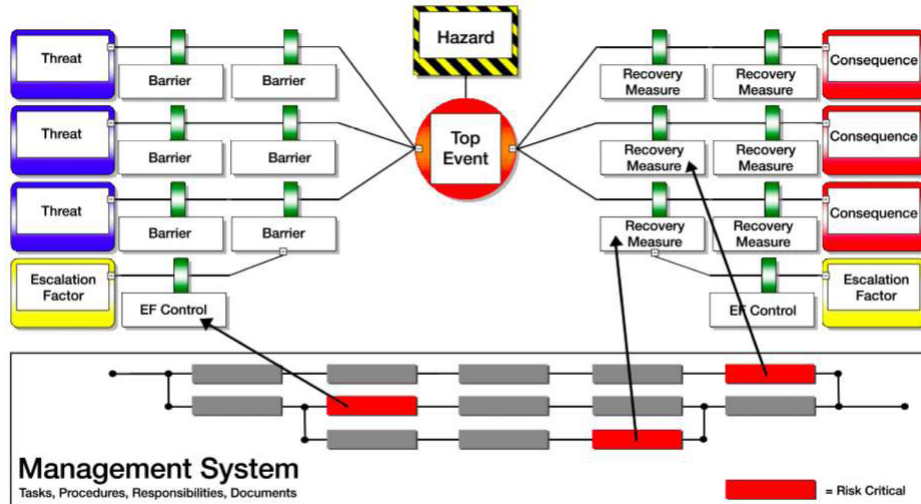 Hazard
Threat
Barrier
Barrier
Recovery
Measure
Recovery
Measure
Consequence
Top
Event
Threat
Barrier
Barrier
Recovery
Measure
Recovery
Measure
Consequence
Threat
Barrier
Barrier
Recovery
Measure
Recovery
Measure
Consequence
Escalation
Factor
EF Control
EF Control
Escalation
Factor
Management System
Tasks, Procedures, Responsibilities, Documents
= Risk Critical